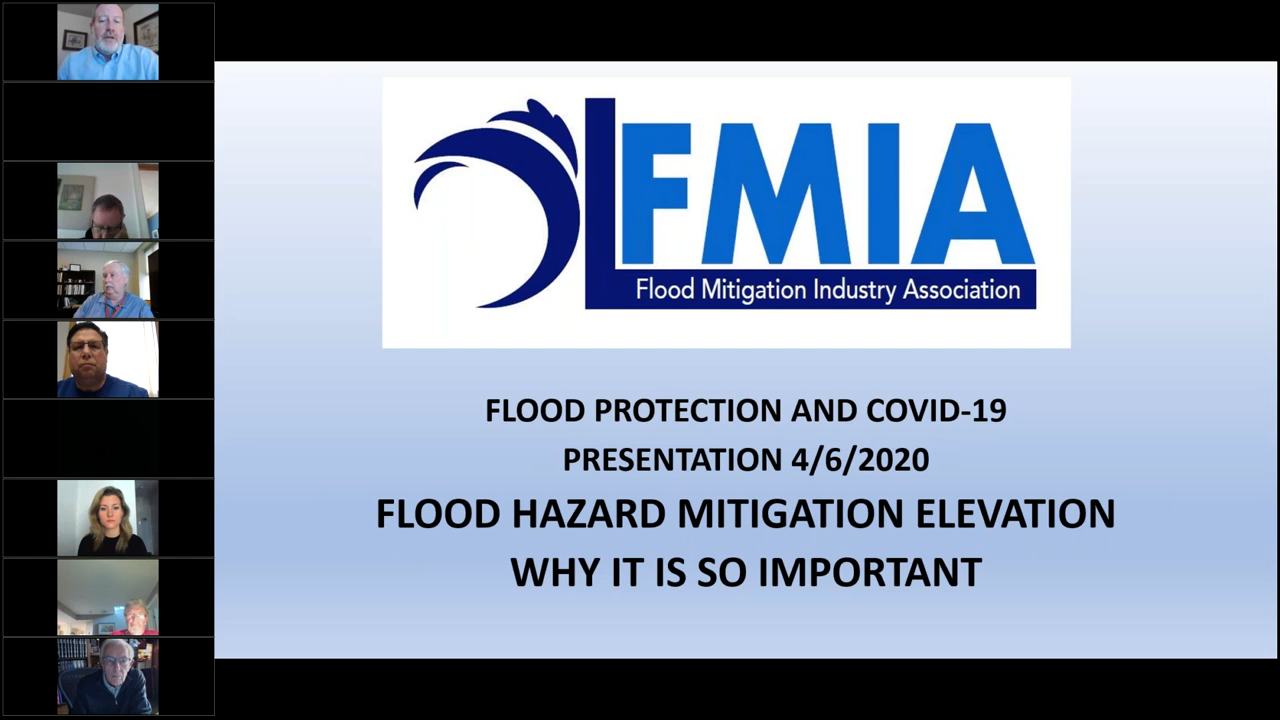 FMIA
Flood Mitigation Industry Association
FLOOD PROTECTION AND COVID-19
PRESENTATION 4/6/2020
FLOOD HAZARD MITIGATION ELEVATION
WHY IT IS SO IMPORTANT